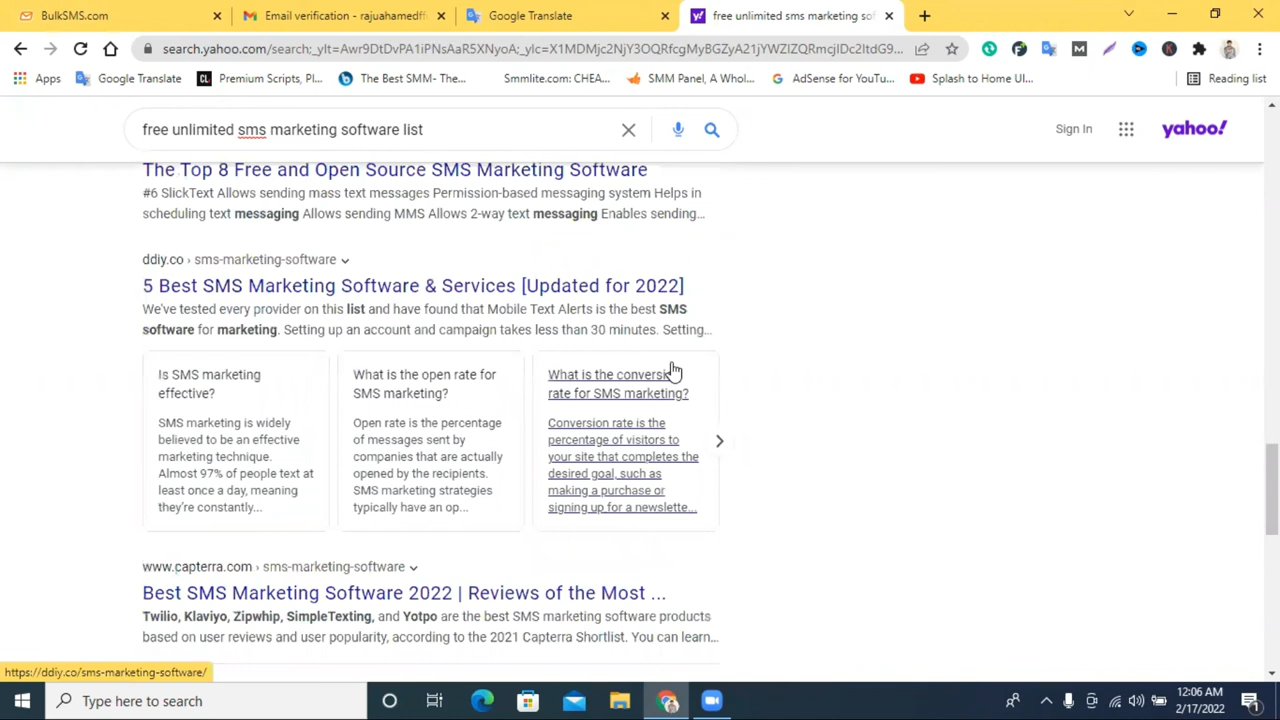 BulkSMS.com
Email verification - rajuahamedff
Google Translate
free unlimited sms marketing sof
search.yahoo.com/search;_ylt=Awr9DtDvPA1iPNsAaR5XNyoA;_ylc=X1MDMjc2NjY3OQRfcgMyBGZyA21jYWZlZQRmcjIDc2ItdG9...
Apps
Google Translate
Premium Scripts, Pl...
The Best SMM- The...
Smmlite.com: CHEA...
SMM Panel, A Whol...
AdSense for YouTu...
Splash to Home UI...
Reading list
free unlimited sms marketing software list
Sign In
yahoo!
The Top 8 Free and Open Source SMS Marketing Software
#6 SlickText Allows sending mass text messages Permission-based messaging system Helps in
scheduling text messaging Allows sending MMS Allows 2-way text messaging Enables sending...
ddiy.co › sms-marketing-software
5 Best SMS Marketing Software & Services [Updated for 2022]
We've tested every provider on this list and have found that Mobile Text Alerts is the best SMS
software for marketing. Setting up an account and campaign takes less than 30 minutes. Setting...
Is SMS marketing
effective?
SMS marketing is widely
believed to be an effective
marketing technique.
Almost 97% of people text at
least once a day, meaning
they're constantly...
What is the open rate for
SMS marketing?
Open rate is the percentage
of messages sent by
companies that are actually
opened by the recipients.
SMS marketing strategies
typically have an op...
What is the conversion
rate for SMS marketing?
Conversion rate is the
percentage of visitors to
your site that completes the
desired goal, such as
making a purchase or
signing up for a newslette...
www.capterra.com › sms-marketing-software
Best SMS Marketing Software 2022 | Reviews of the Most ...
Twilio, Klaviyo, Zipwhip, SimpleTexting, and Yotpo are the best SMS marketing software products
based on user reviews and user popularity, according to the 2021 Capterra Shortlist. You can learn...
https://ddiy.co/sms-marketing-software/
Type here to search
12:06 AM
2/17/2022